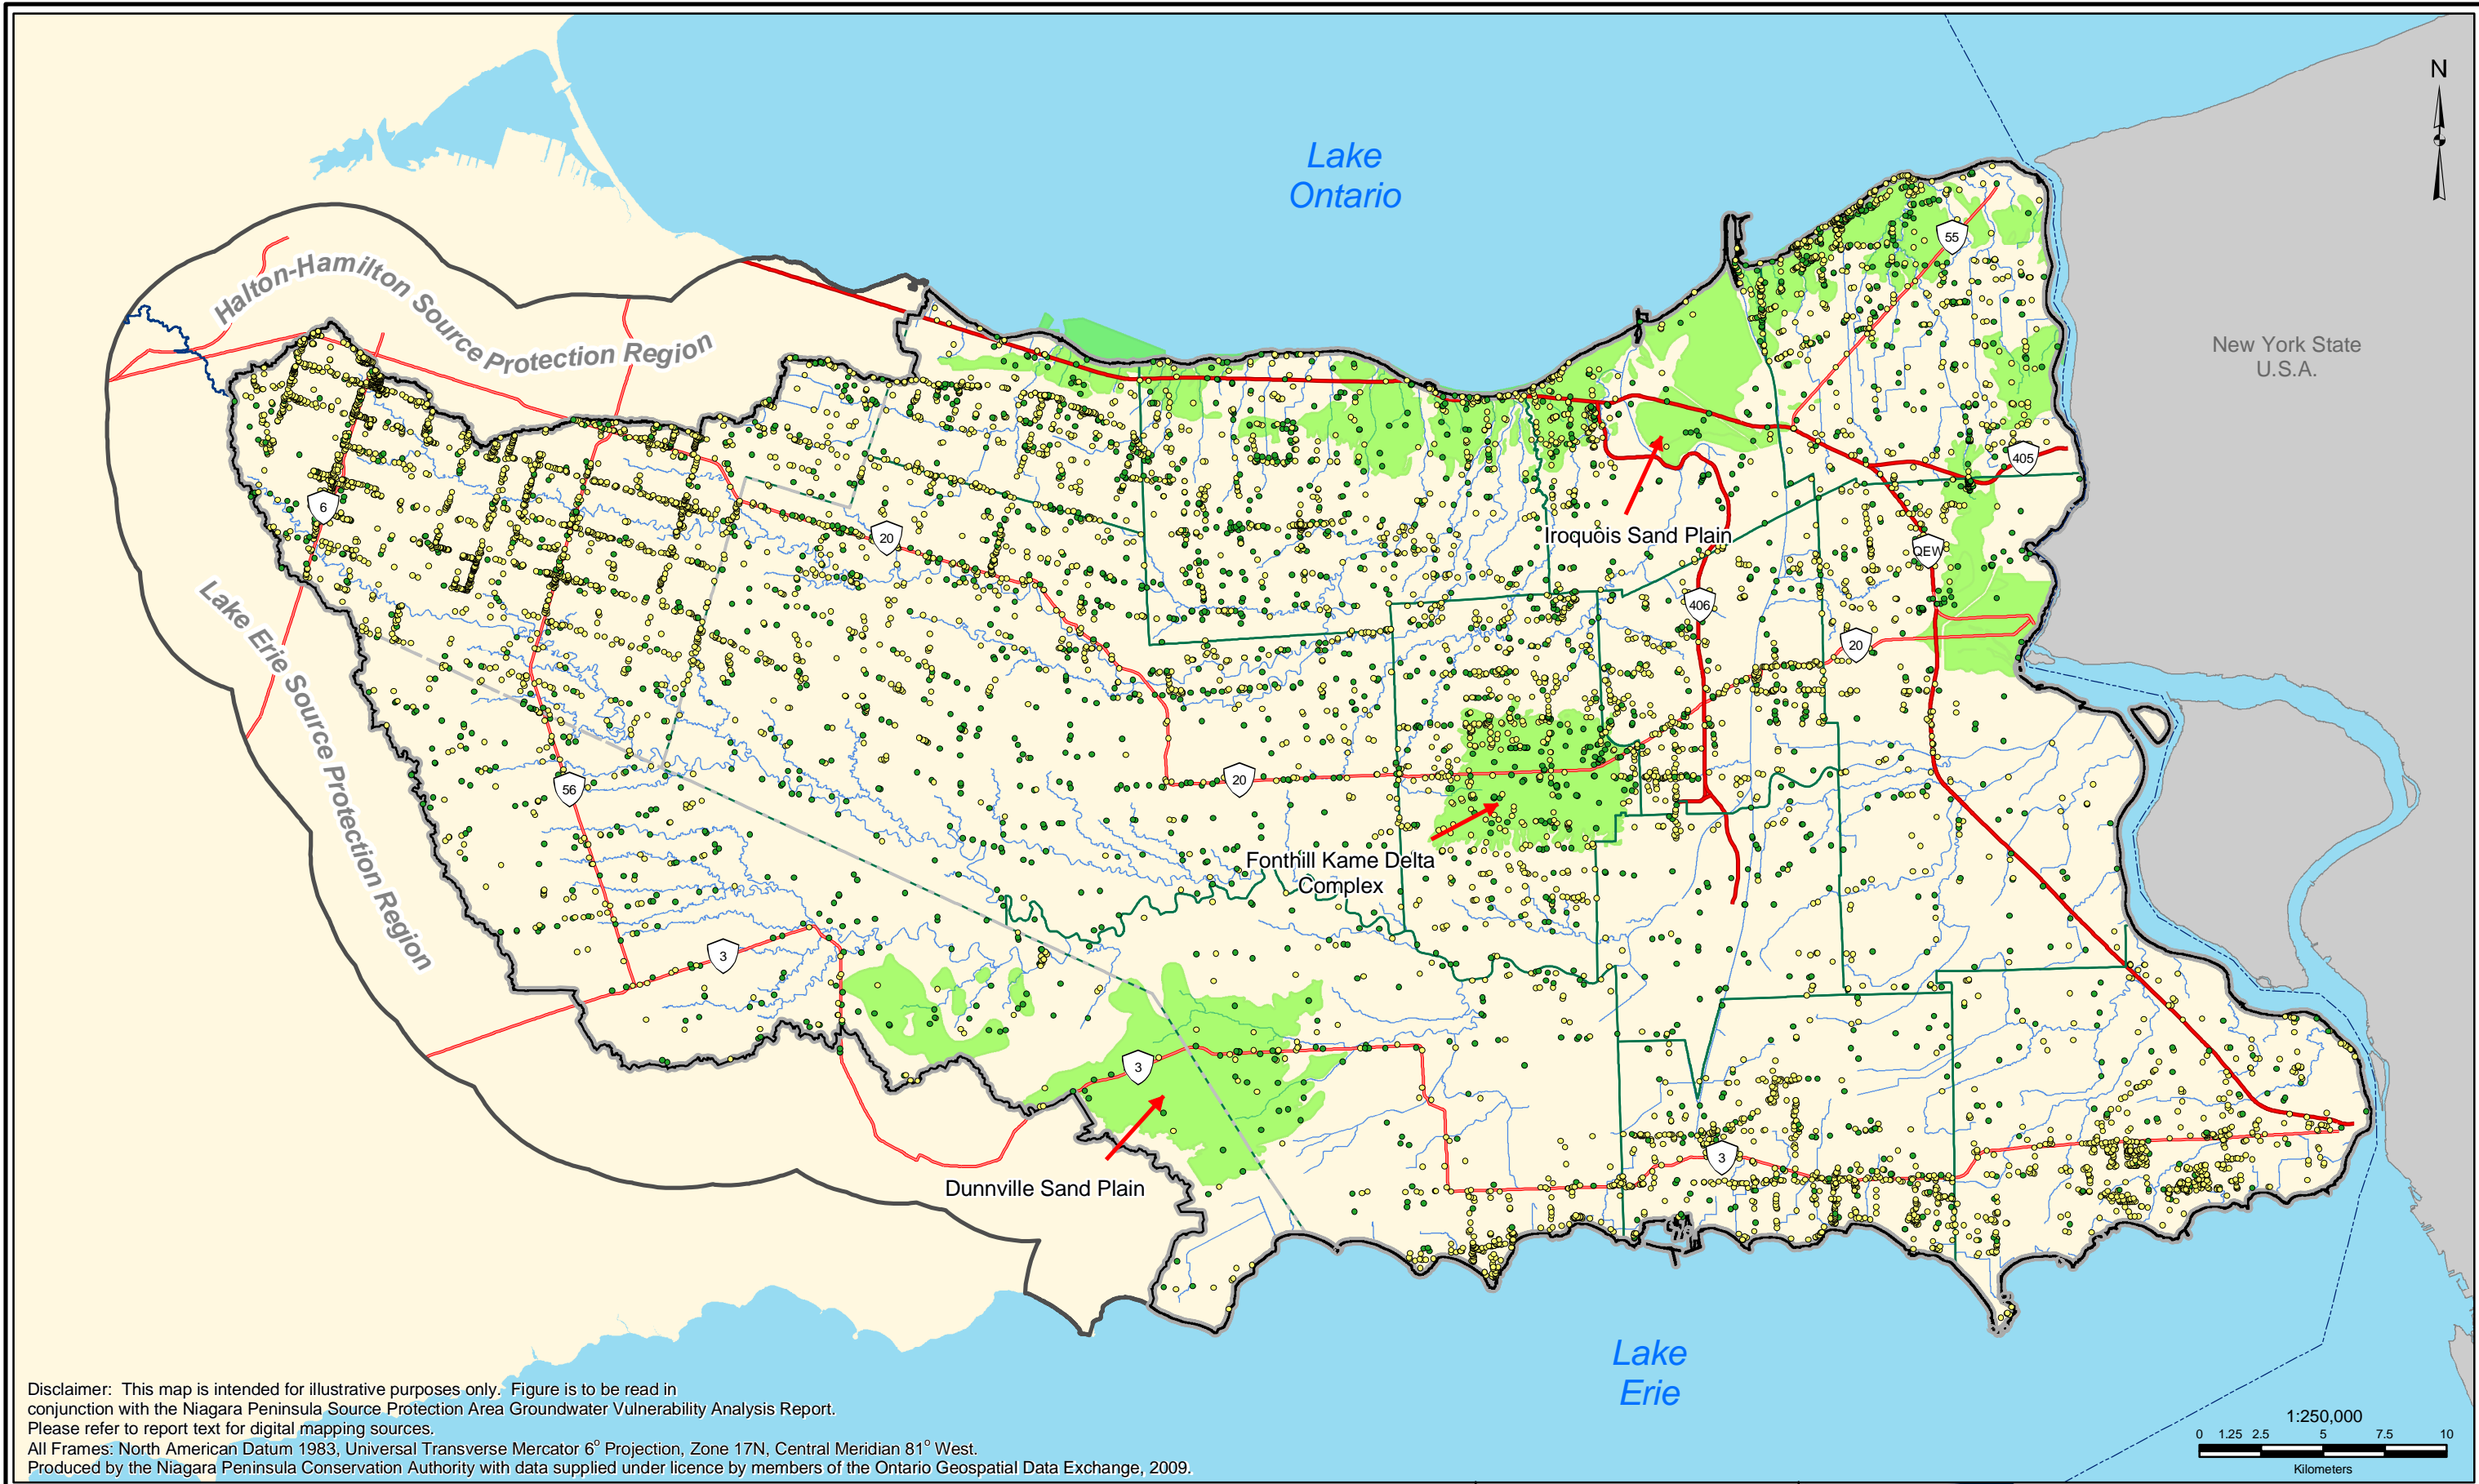 N
Lake
Ontario
55
Halton-Hamilton Source Protection Region
New York State
U.S.A.
405
6
20
Iroquois Sand Plain
QEW
406
20
Lake Erie Source Protection Region
20
56
Fonthill Kame Delta
Complex
3
3
3
Dunnville Sand Plain
Lake
Erie
Disclaimer: This map is intended for illustrative purposes only. Figure is to be read in
conjunction with the Niagara Peninsula Source Protection Area Groundwater Vulnerability Analysis Report.
Please refer to report text for digital mapping sources.
All Frames: North American Datum 1983, Universal Transverse Mercator 6° Projection, Zone 17N, Central Meridian 81° West.
Produced by the Niagara Peninsula Conservation Authority with data supplied under licence by members of the Ontario Geospatial Data Exchange, 2009.
1:250,000
0 1.25 2.5 5 7.5 10
Kilometers